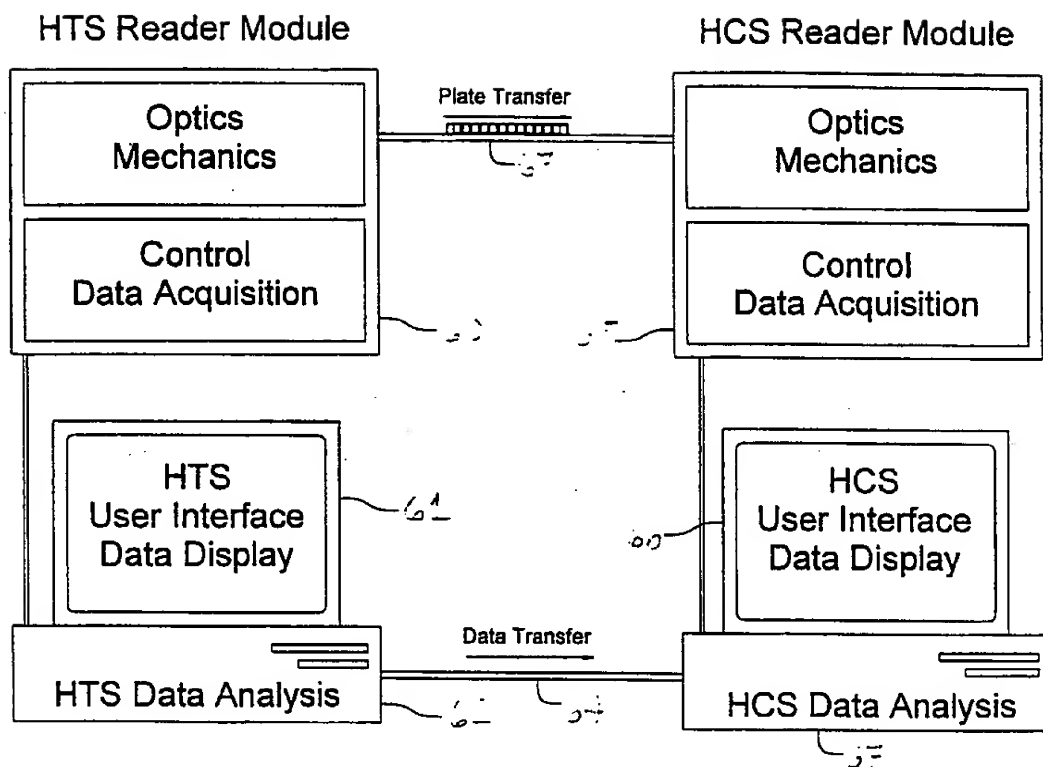 HTS Reader Module
HCS Reader Module
Optics
Mechanics
Plate Transfer
Optics
Mechanics
Control
Data Acquisition
Control
Data Acquisition
HTS
User Interface
Data Display
HCS
User Interface
Data Display
Data Transfer
HTS Data Analysis
HCS Data Analysis